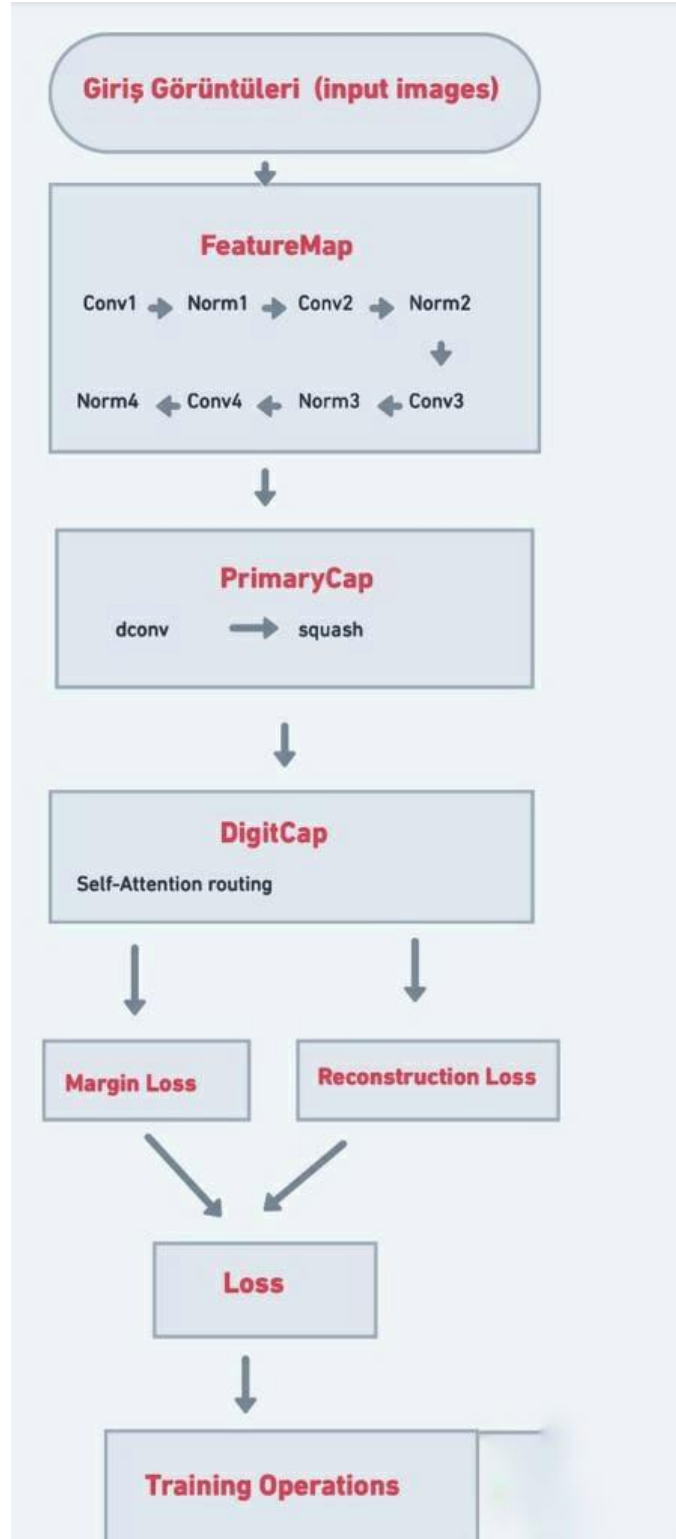 Giriş Görüntüleri (input images)
FeatureMap
Conv1 Norm1 Conv2 Norm2
Norm4 Conv4 Norm3 Conv3
PrimaryCap
dconv squash
DigitCap
Self-Attention routing
Margin Loss Reconstruction Loss
Loss
Training Operations